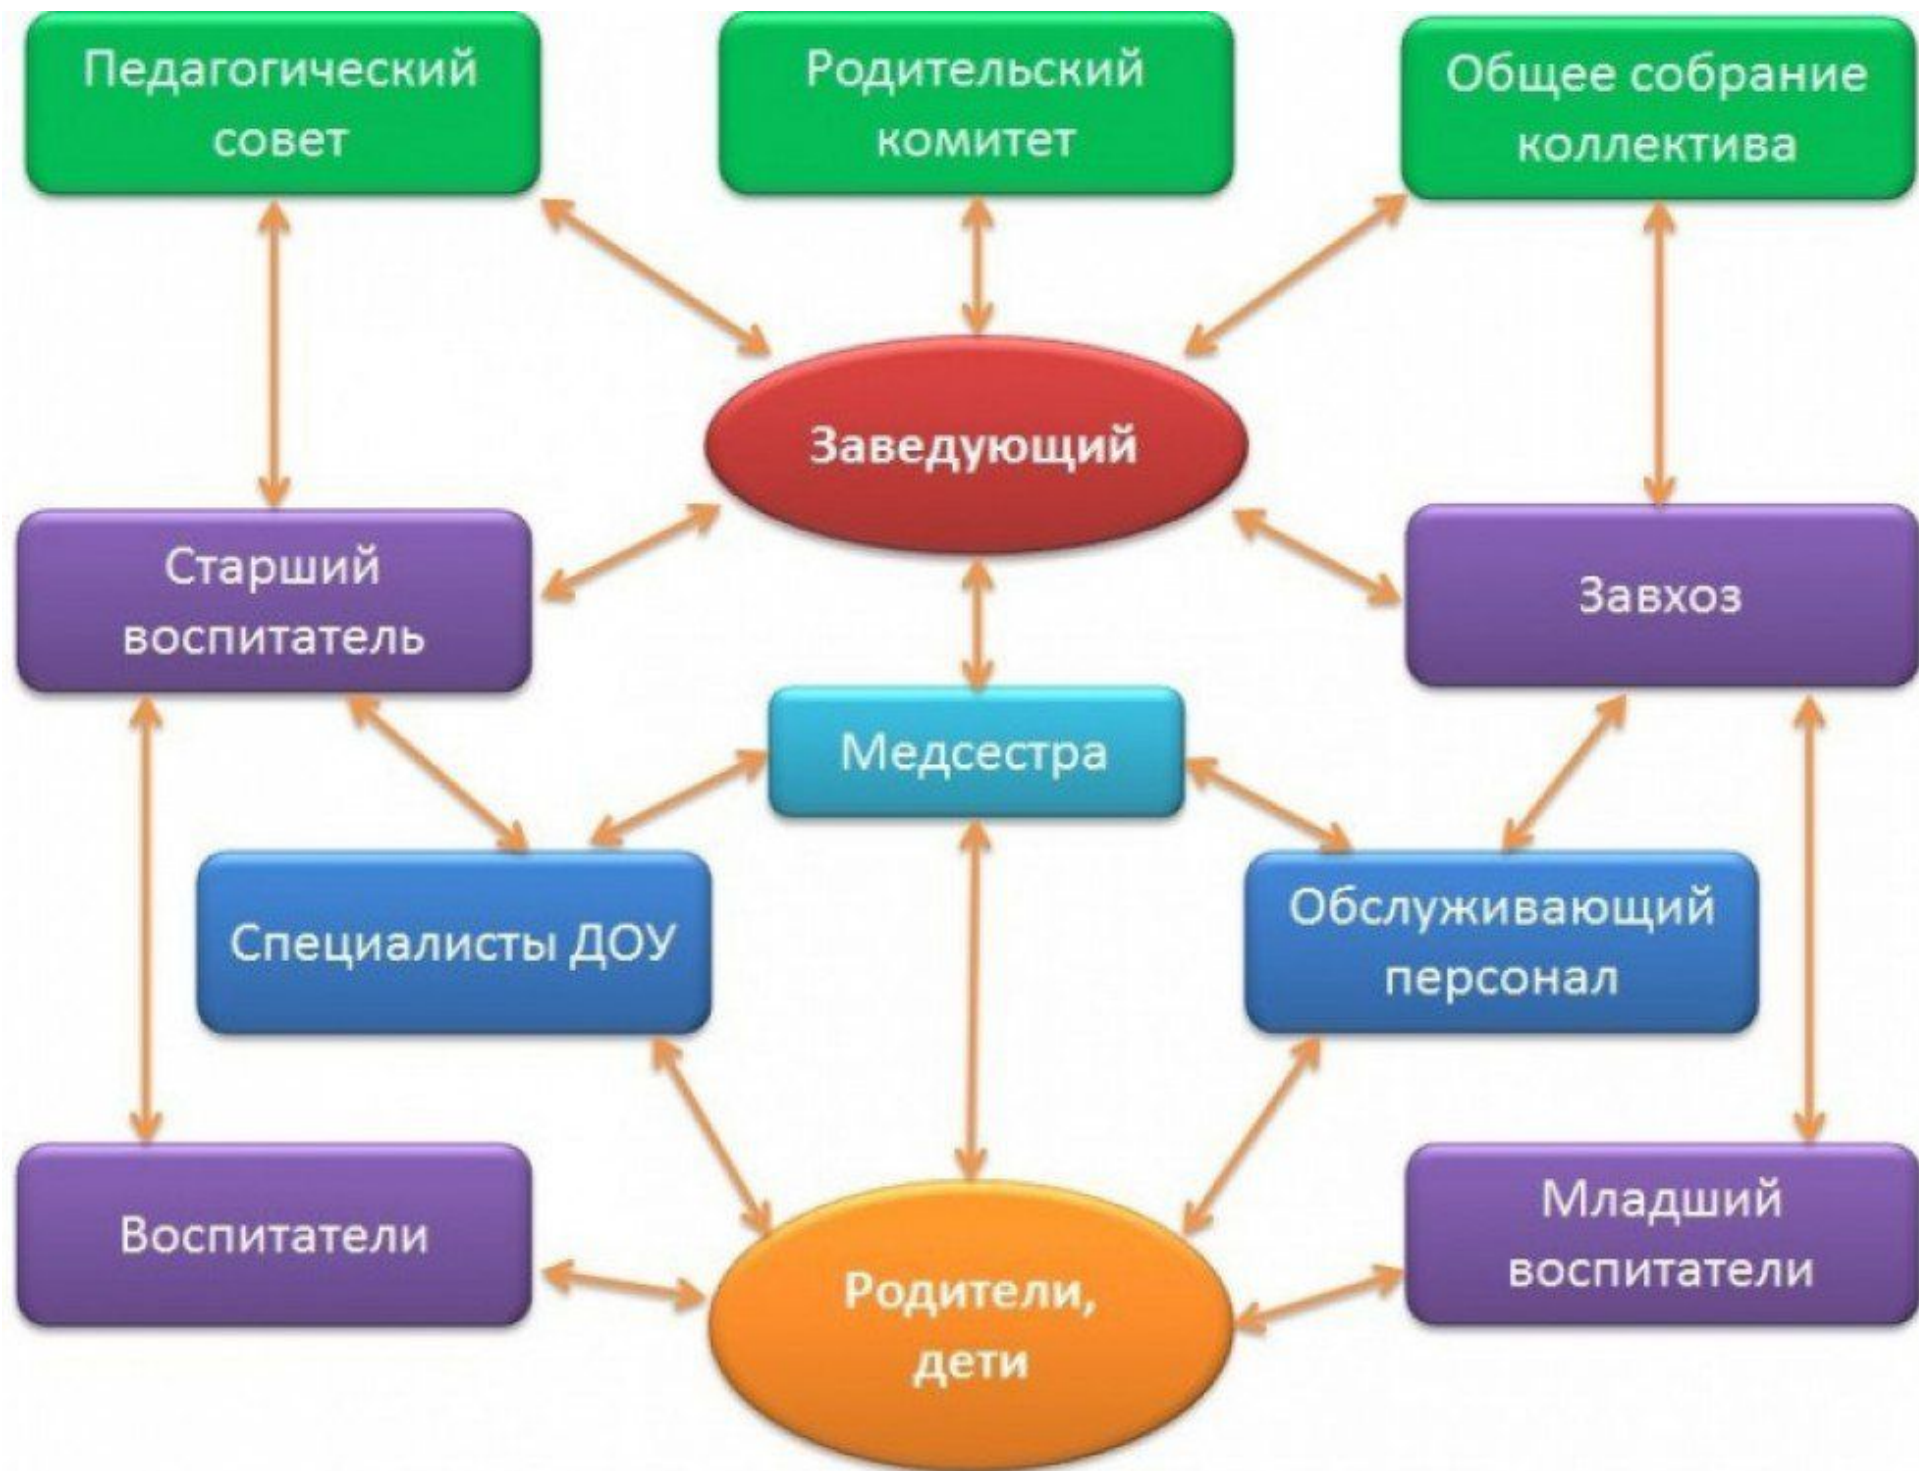 Педагогический
совет
Родительский
комитет
Общее собрание
коллектива
Заведующий
Старший
воспитатель
Завхоз
Медсестра
Специалисты ДОУ
Обслуживающий
персонал
Воспитатели
Младший
воспитатели
Родители,
дети